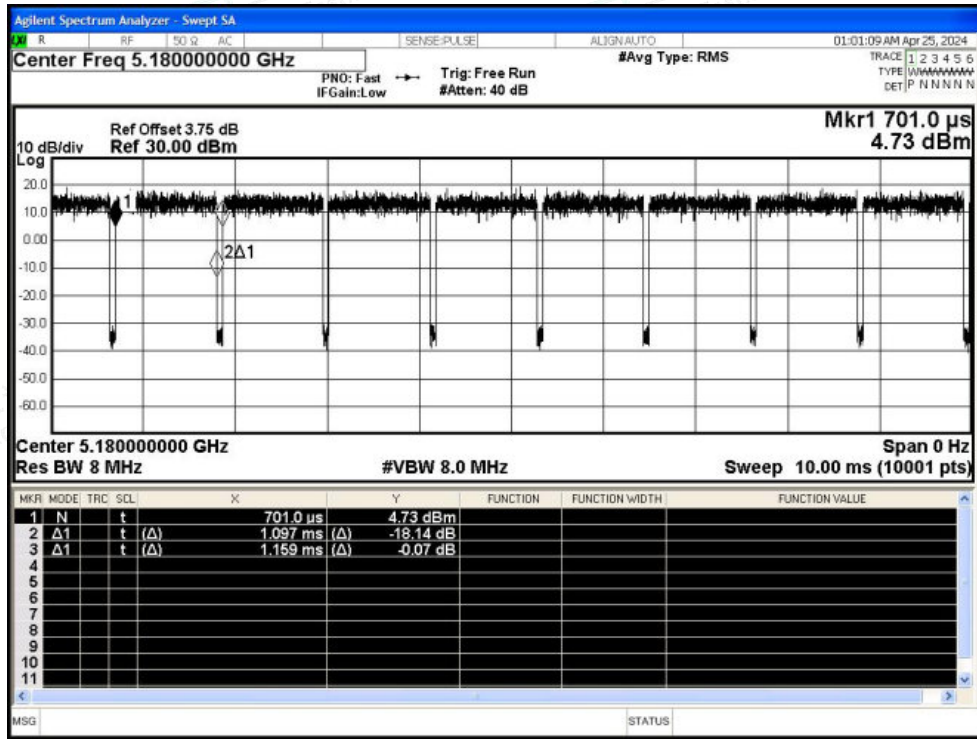 Agilent Spectrum Analyzer - Swept SA
R RF 50 Ω AC SENSE:PULSE ALIGN AUTO 01:01:09 AM Apr 25, 2024
Center Freq 5.180000000 GHz #Avg Type: RMS TRACE 1 2 3 4 5 6
PNO: Fast Trig: Free Run TYPE
IFGain:Low #Atten: 40 dB DET P N N N N N
Mkr1 701.0 µs
Ref Offset 3.75 dB
10 dB/div Ref 30.00 dBm 4.73 dBm
Log
20.0
10.0 1
0.00
2Δ1
-10.0
-20.0
-30.0
-40.0
-50.0
-60.0
Center 5.180000000 GHz Span 0 Hz
Res BW 8 MHz #VBW 8.0 MHz Sweep 10.00 ms (10001 pts)
MKR MODE TRC SCL X Y FUNCTION FUNCTION WIDTH FUNCTION VALUE
1 N t 701.0 µs 4.73 dBm
2 Δ1 t (Δ) 1.097 ms (Δ) -18.14 dB
3 Δ1 t (Δ) 1.159 ms (Δ) -0.07 dB
4
5
6
7
8
9
10
11
MSG STATUS